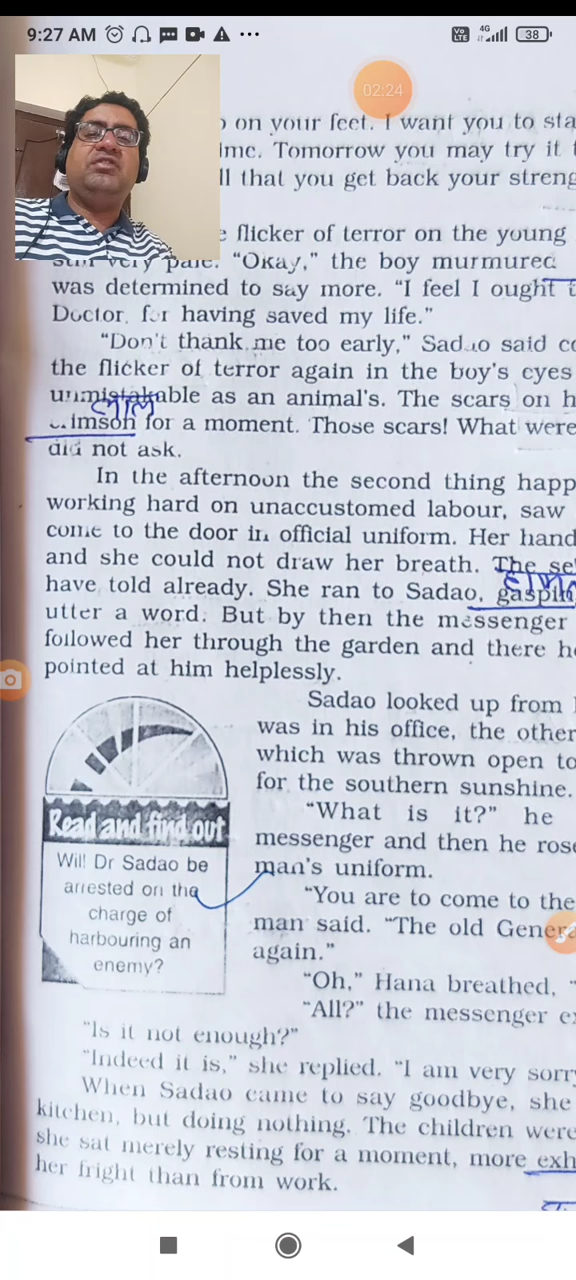 9:27 AM
Vo LTE 4G 38
02:24
on your feet. I want you to sta
ime. Tomorrow you may try it t
ll that you get back your streng
flicker of terror on the young
still very pale. "Okay," the boy murmured
was determined to say more. "I feel I ought t
Doctor, for having saved my life."
"Don't thank me too early," Sadao said co
the flicker of terror again in the boy's eyes
unmistakable as an animal's. The scars on h
লাল
crimson for a moment. Those scars! What were
did not ask.
In the afternoon the second thing happ
working hard on unaccustomed labour, saw
come to the door in official uniform. Her hand
and she could not draw her breath. The se
have told already. She ran to Sadao, gaspin
utter a word. But by then the messenger
followed her through the garden and there h
pointed at him helplessly.
Sadao looked up from
was in his office, the other
which was thrown open to
for the southern sunshine.
"What is it?" he
messenger and then he rose
man's uniform.
"You are to come to the
man said. "The old Genera
again."
"Oh," Hana breathed, "
"All?" the messenger ex
Read and find out
Will Dr Sadao be
arrested on the
charge of
harbouring an
enemy?
"Is it not enough?"
"Indeed it is," she replied. "I am very sorr
When Sadao came to say goodbye, she
kitchen, but doing nothing. The children were
she sat merely resting for a moment, more exh
her fright than from work.